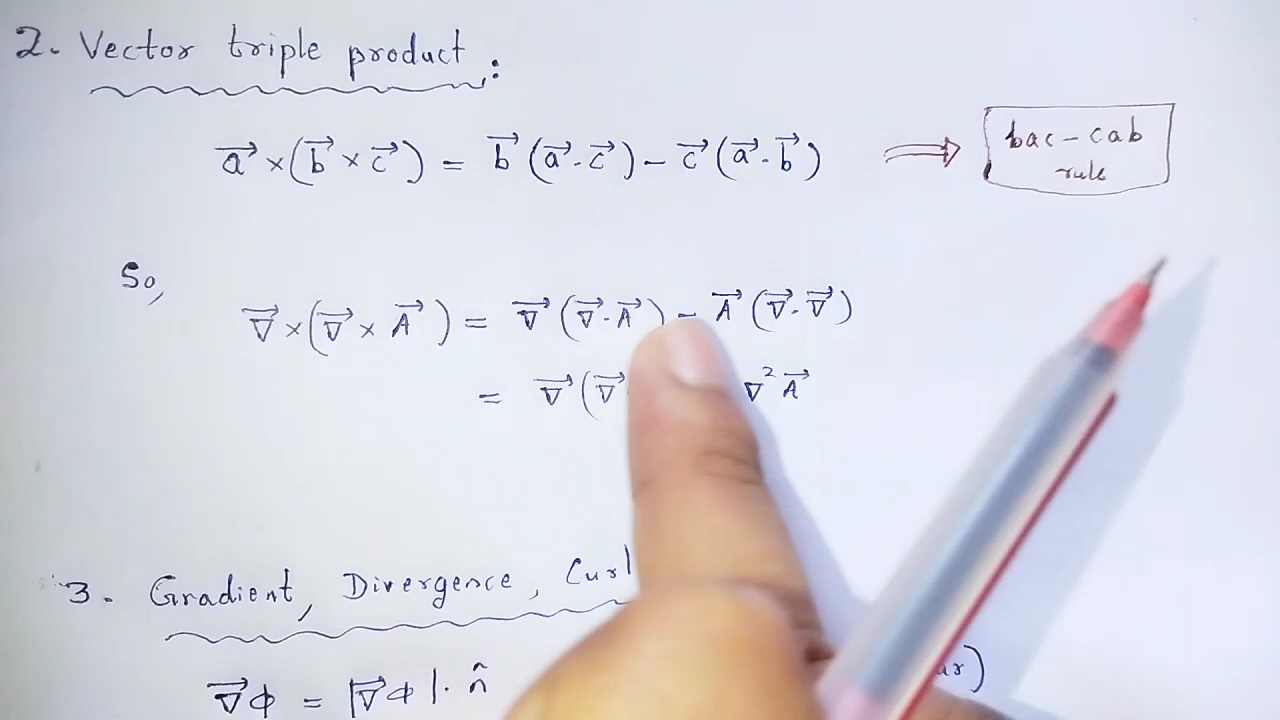 2. Vector triple product :
a⃗ × (b⃗ × c⃗) = b⃗ (a⃗ · c⃗) − c⃗ (a⃗ · b⃗) ⟹ bac – cab
rule
So,
∇⃗ × (∇⃗ × A⃗) = ∇⃗ (∇⃗ · A⃗) − A⃗ (∇⃗ · ∇⃗)
= ∇⃗ (∇⃗ ∇² A⃗
3. Gradient, Divergence, Curl
∇⃗ϕ = |∇⃗ϕ| · n̂